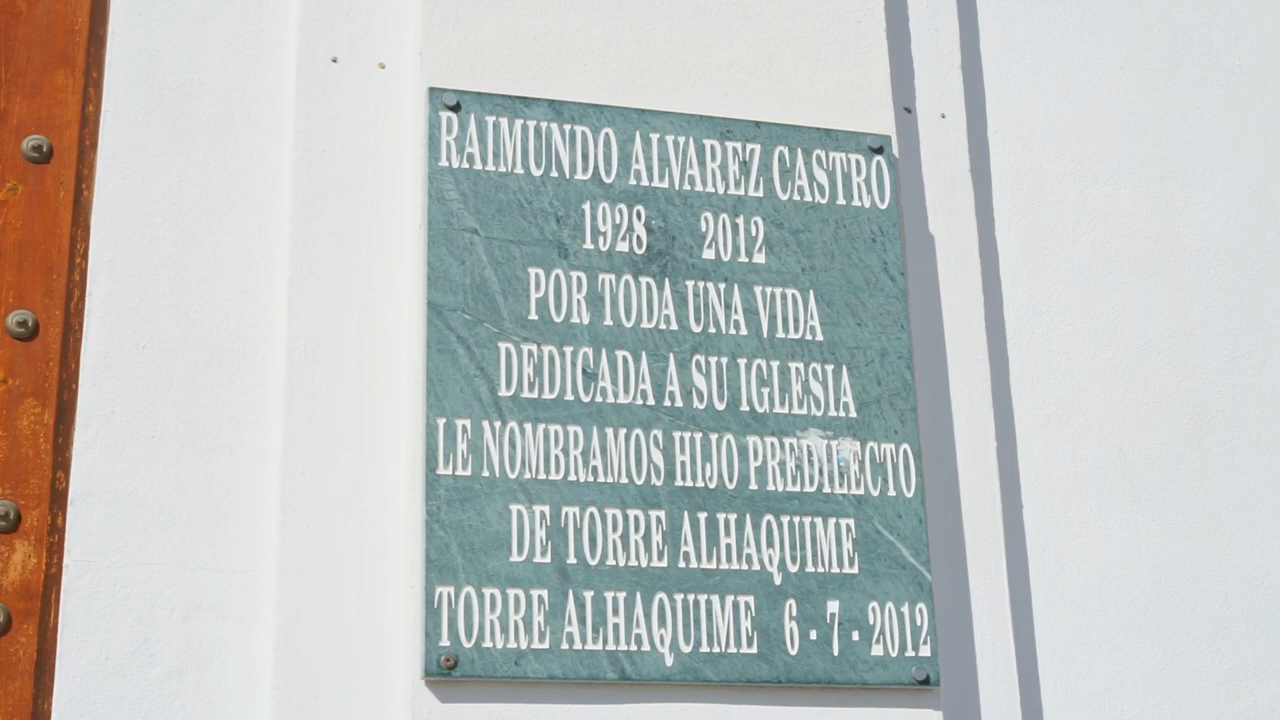 RAIMUNDO ALVAREZ CASTRO
1928 2012
POR TODA UNA VIDA
DEDICADA A SU IGLESIA
LE NOMBRAMOS HIJO PREDILECTO
DE TORRE ALHAQUIME
TORRE ALHAQUIME 6 - 7 - 2012